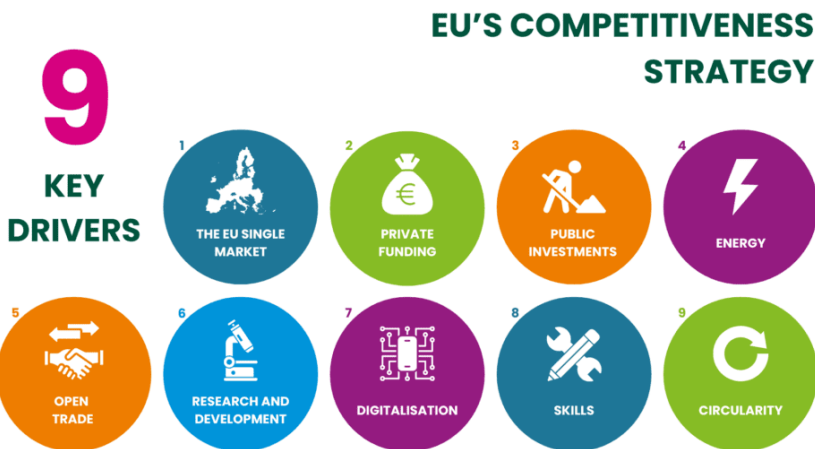 EU'S COMPETITIVENESS
STRATEGY
9
KEY
DRIVERS
1
THE EU SINGLE
MARKET
2
€
PRIVATE
FUNDING
3
PUBLIC
INVESTMENTS
4
ENERGY
5
OPEN
TRADE
6
RESEARCH AND
DEVELOPMENT
7
DIGITALISATION
8
SKILLS
9
CIRCULARITY